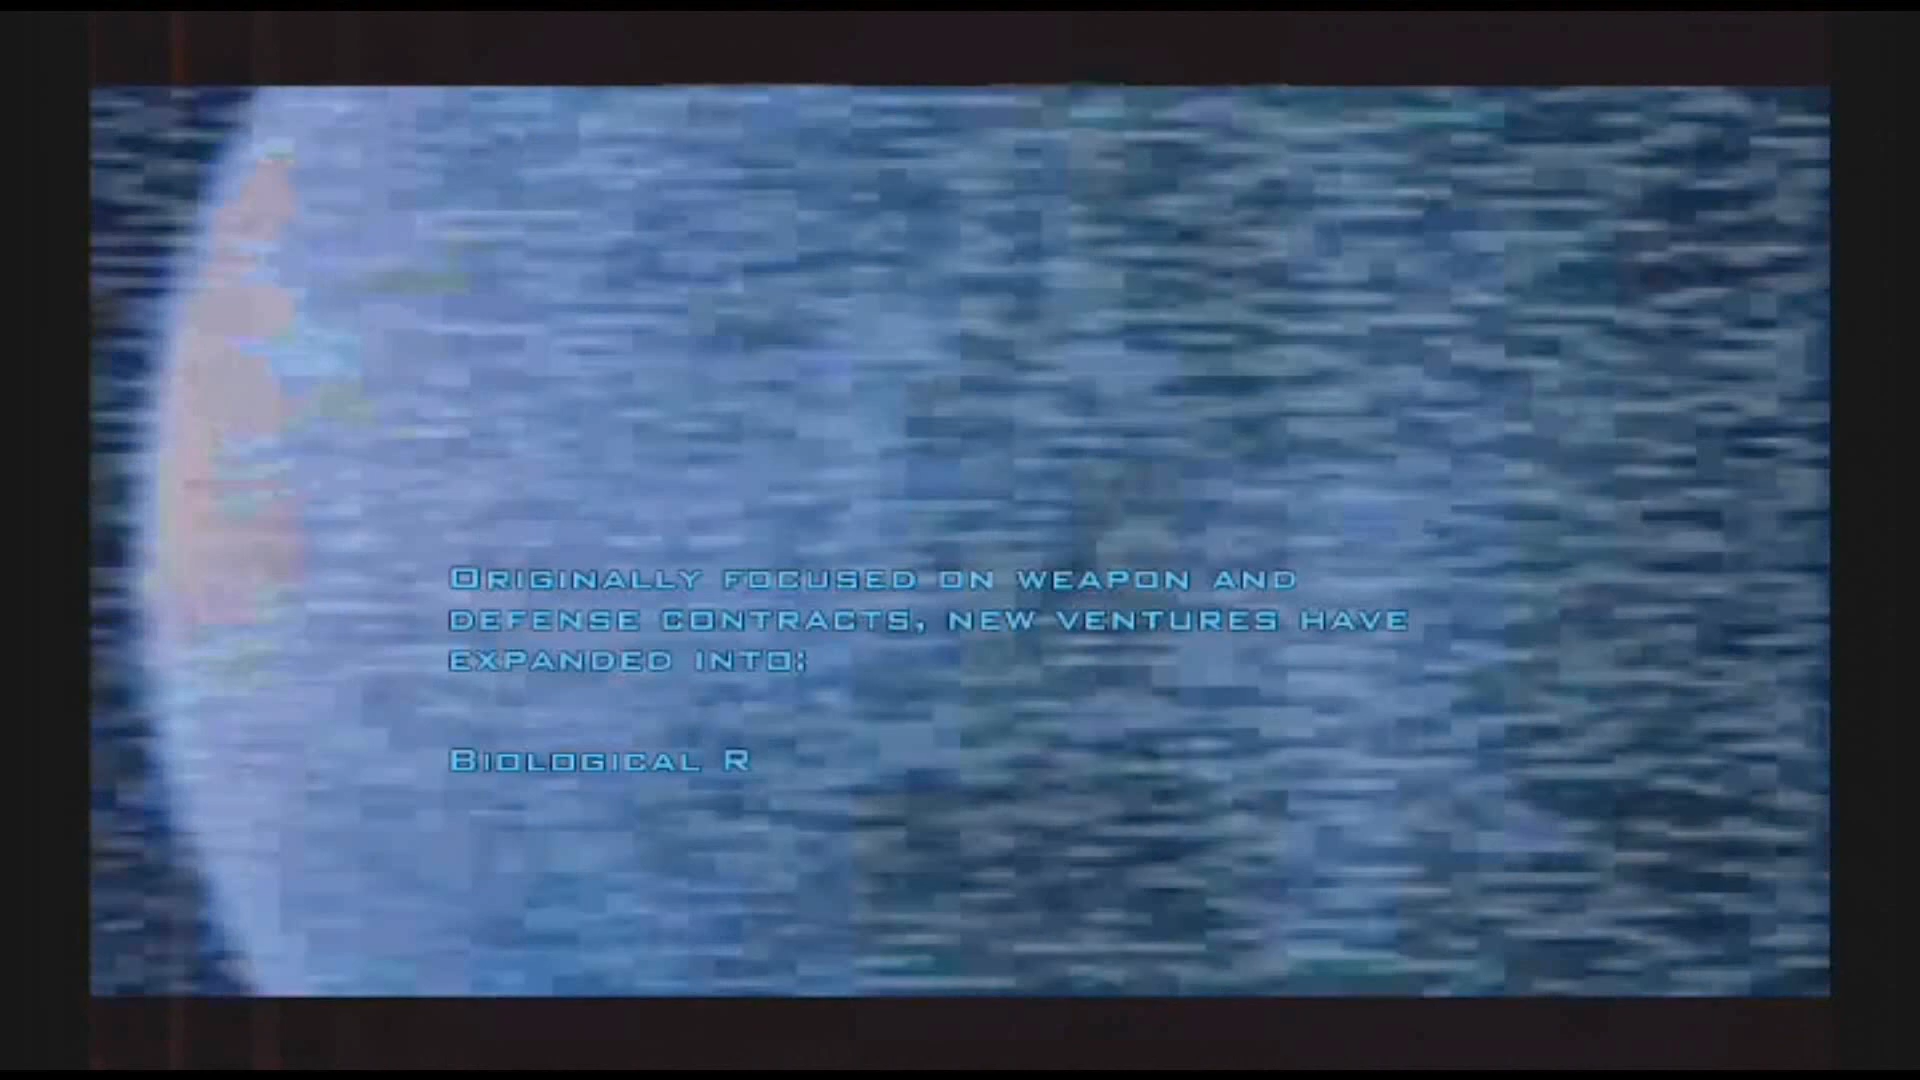 Originally focused on weapon and
defense contracts, new ventures have
expanded into:
Biological R